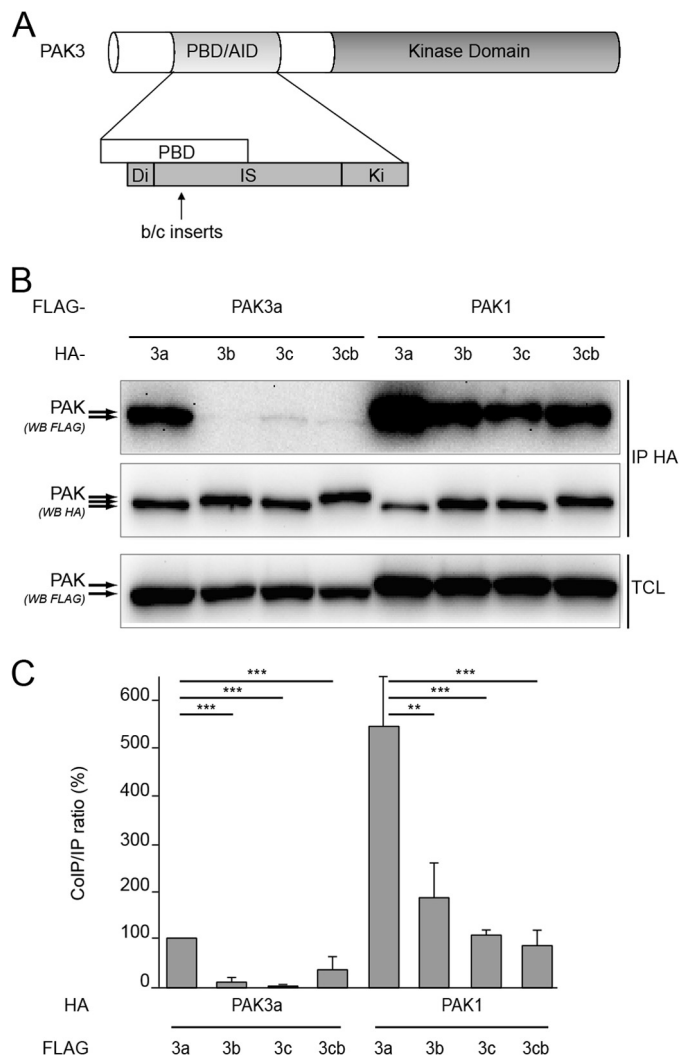 A
PAK3
PBD/AID
Kinase Domain
PBD
Di
IS
Ki
b/c inserts
B
FLAG-
PAK3a
PAK1
HA-
3a 3b 3c 3cb 3a 3b 3c 3cb
PAK
(WB FLAG)
IP HA
PAK
(WB HA)
PAK
(WB FLAG)
TCL
C
CoIP/IP ratio (%)
600
500
400
300
200
100
0
***
***
***
***
***
**
HA
PAK3a
PAK1
FLAG
3a 3b 3c 3cb 3a 3b 3c 3cb